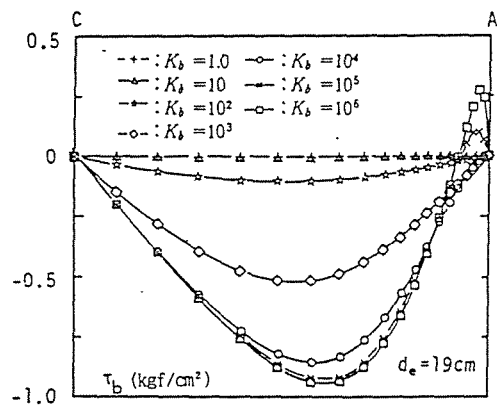 C A
0.5
-+- : K_b = 1.0 -○- : K_b = 10⁴
-△- : K_b = 10 -×- : K_b = 10⁵
-☆- : K_b = 10² -□- : K_b = 10⁶
-◇- : K_b = 10³
0
-0.5
τ_b (kgf/cm²) d_e = 19cm
-1.0